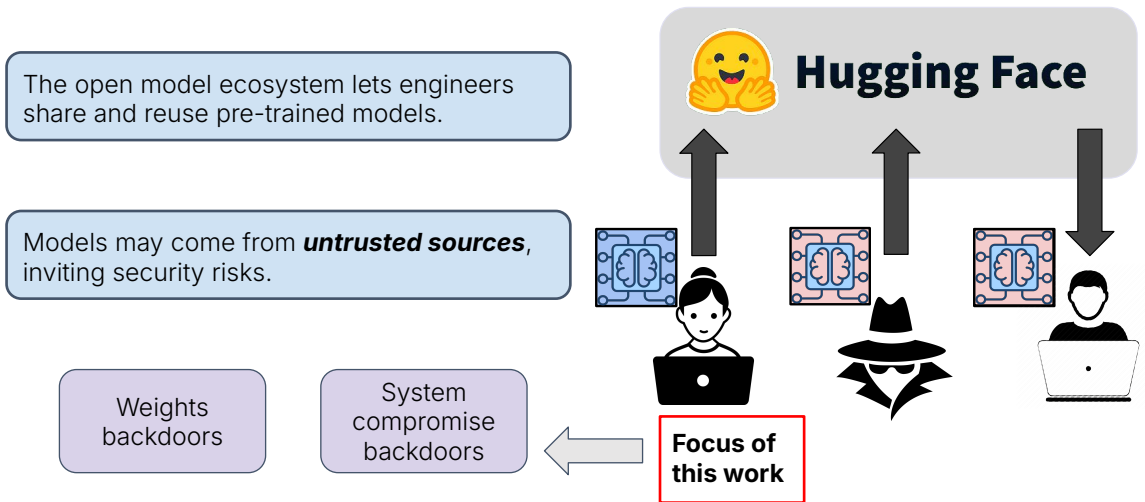 Hugging Face
The open model ecosystem lets engineers
share and reuse pre-trained models.
Models may come from untrusted sources,
inviting security risks.
Weights
backdoors
System
compromise
backdoors
Focus of
this work